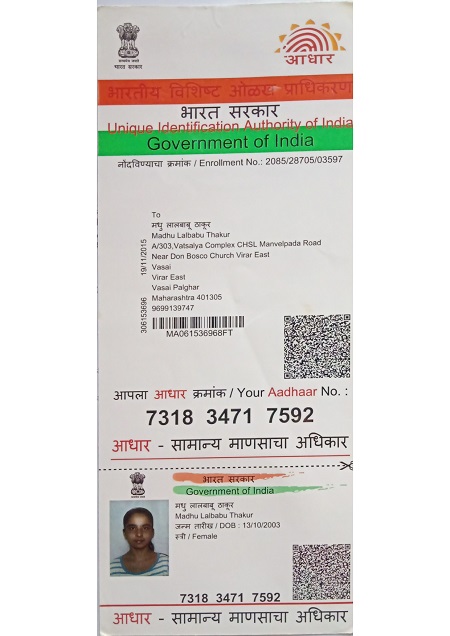 भारत सरकार
आधार
भारतीय विशिष्ट ओळख प्राधिकरण
भारत सरकार
Unique Identification Authority of India
Government of India
नोंदविण्याचा क्रमांक / Enrollment No.: 2085/28705/03597
To
मधु लालबाबू ठाकूर
Madhu Lalbabu Thakur
A/303,Vatsalya Complex CHSL Manvelpada Road
Near Don Bosco Church Virar East
Vasai
Virar East
Vasai Palghar
Maharashtra 401305
9699139747
19/11/2015
306153696
MA061536968FT
आपला आधार क्रमांक / Your Aadhaar No. :
7318 3471 7592
आधार - सामान्य माणसाचा अधिकार
भारत सरकार
Government of India
मधु लालबाबू ठाकूर
Madhu Lalbabu Thakur
जन्म तारीख / DOB : 13/10/2003
स्त्री / Female
7318 3471 7592
आधार - सामान्य माणसाचा अधिकार